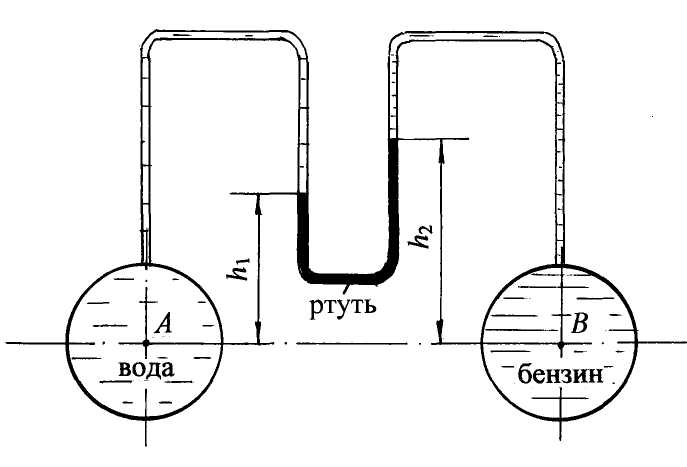 h₁
h₂
ртуть
A
B
вода
бензин